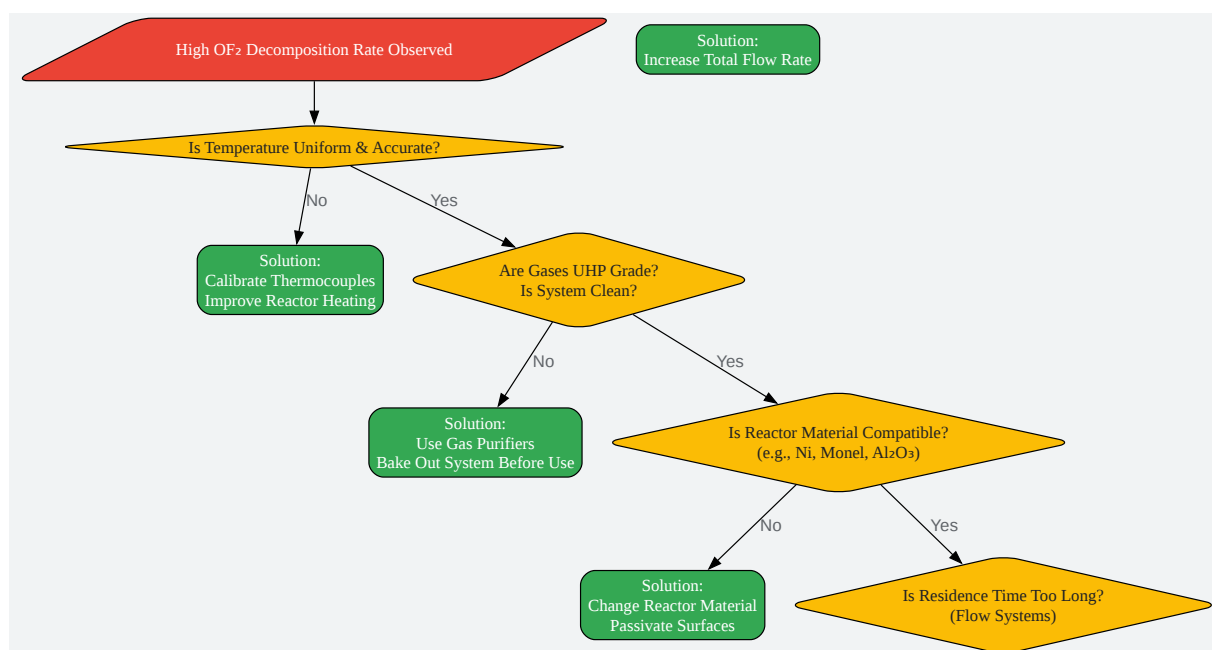 High OF₂ Decomposition Rate Observed
Solution:
Increase Total Flow Rate
Is Temperature Uniform & Accurate?
No
Yes
Solution:
Calibrate Thermocouples
Improve Reactor Heating
Are Gases UHP Grade?
Is System Clean?
No
Yes
Solution:
Use Gas Purifiers
Bake Out System Before Use
Is Reactor Material Compatible?
(e.g., Ni, Monel, Al₂O₃)
No
Yes
Solution:
Change Reactor Material
Passivate Surfaces
Is Residence Time Too Long?
(Flow Systems)